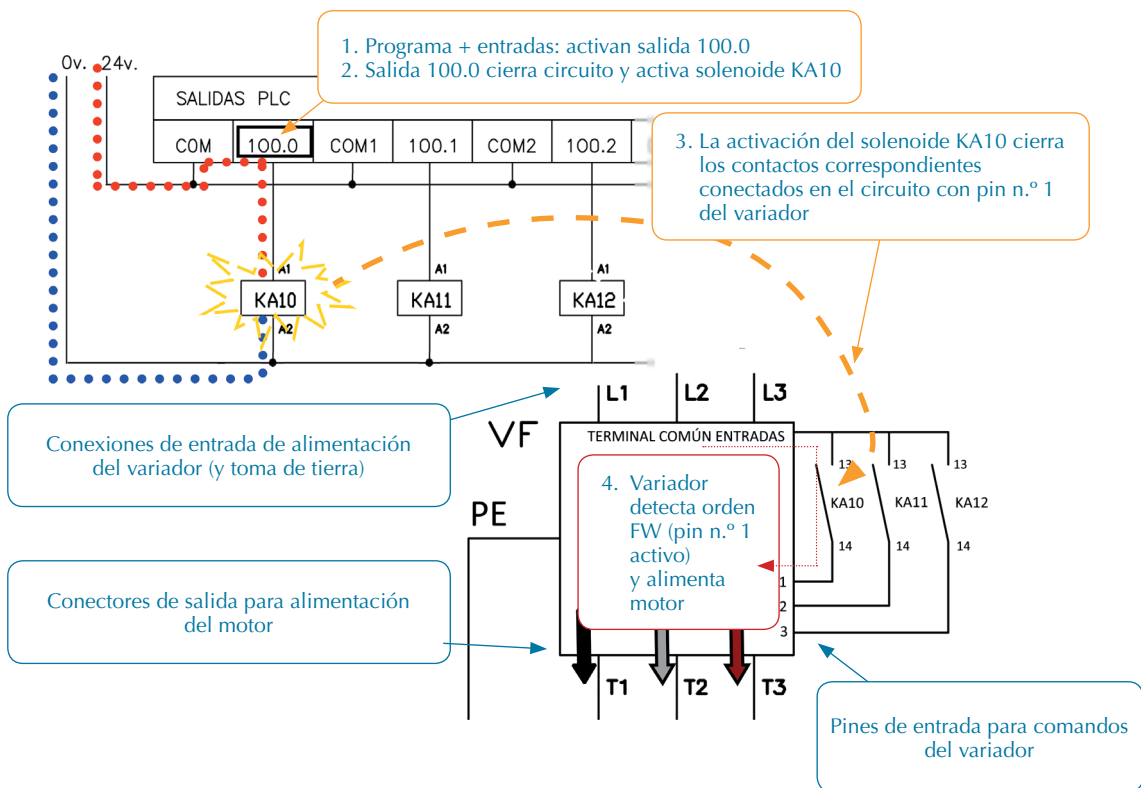 1. Programa + entradas: activan salida 100.0
2. Salida 100.0 cierra circuito y activa solenoide KA10
0v. 24v.
SALIDAS PLC
COM 100.0 COM1 100.1 COM2 100.2
3. La activación del solenoide KA10 cierra
los contactos correspondientes
conectados en el circuito con pin n.º 1
del variador
A1 A1 A1
KA10 KA11 KA12
A2 A2 A2
L1 L2 L3
Conexiones de entrada de alimentación
del variador (y toma de tierra)
VF
TERMINAL COMÚN ENTRADAS
13 13 13
KA10 KA11 KA12
14 14 14
4. Variador
detecta orden
FW (pin n.º 1
activo)
y alimenta
motor
PE
1
2
3
Conectores de salida para alimentación
del motor
T1 T2 T3
Pines de entrada para comandos
del variador